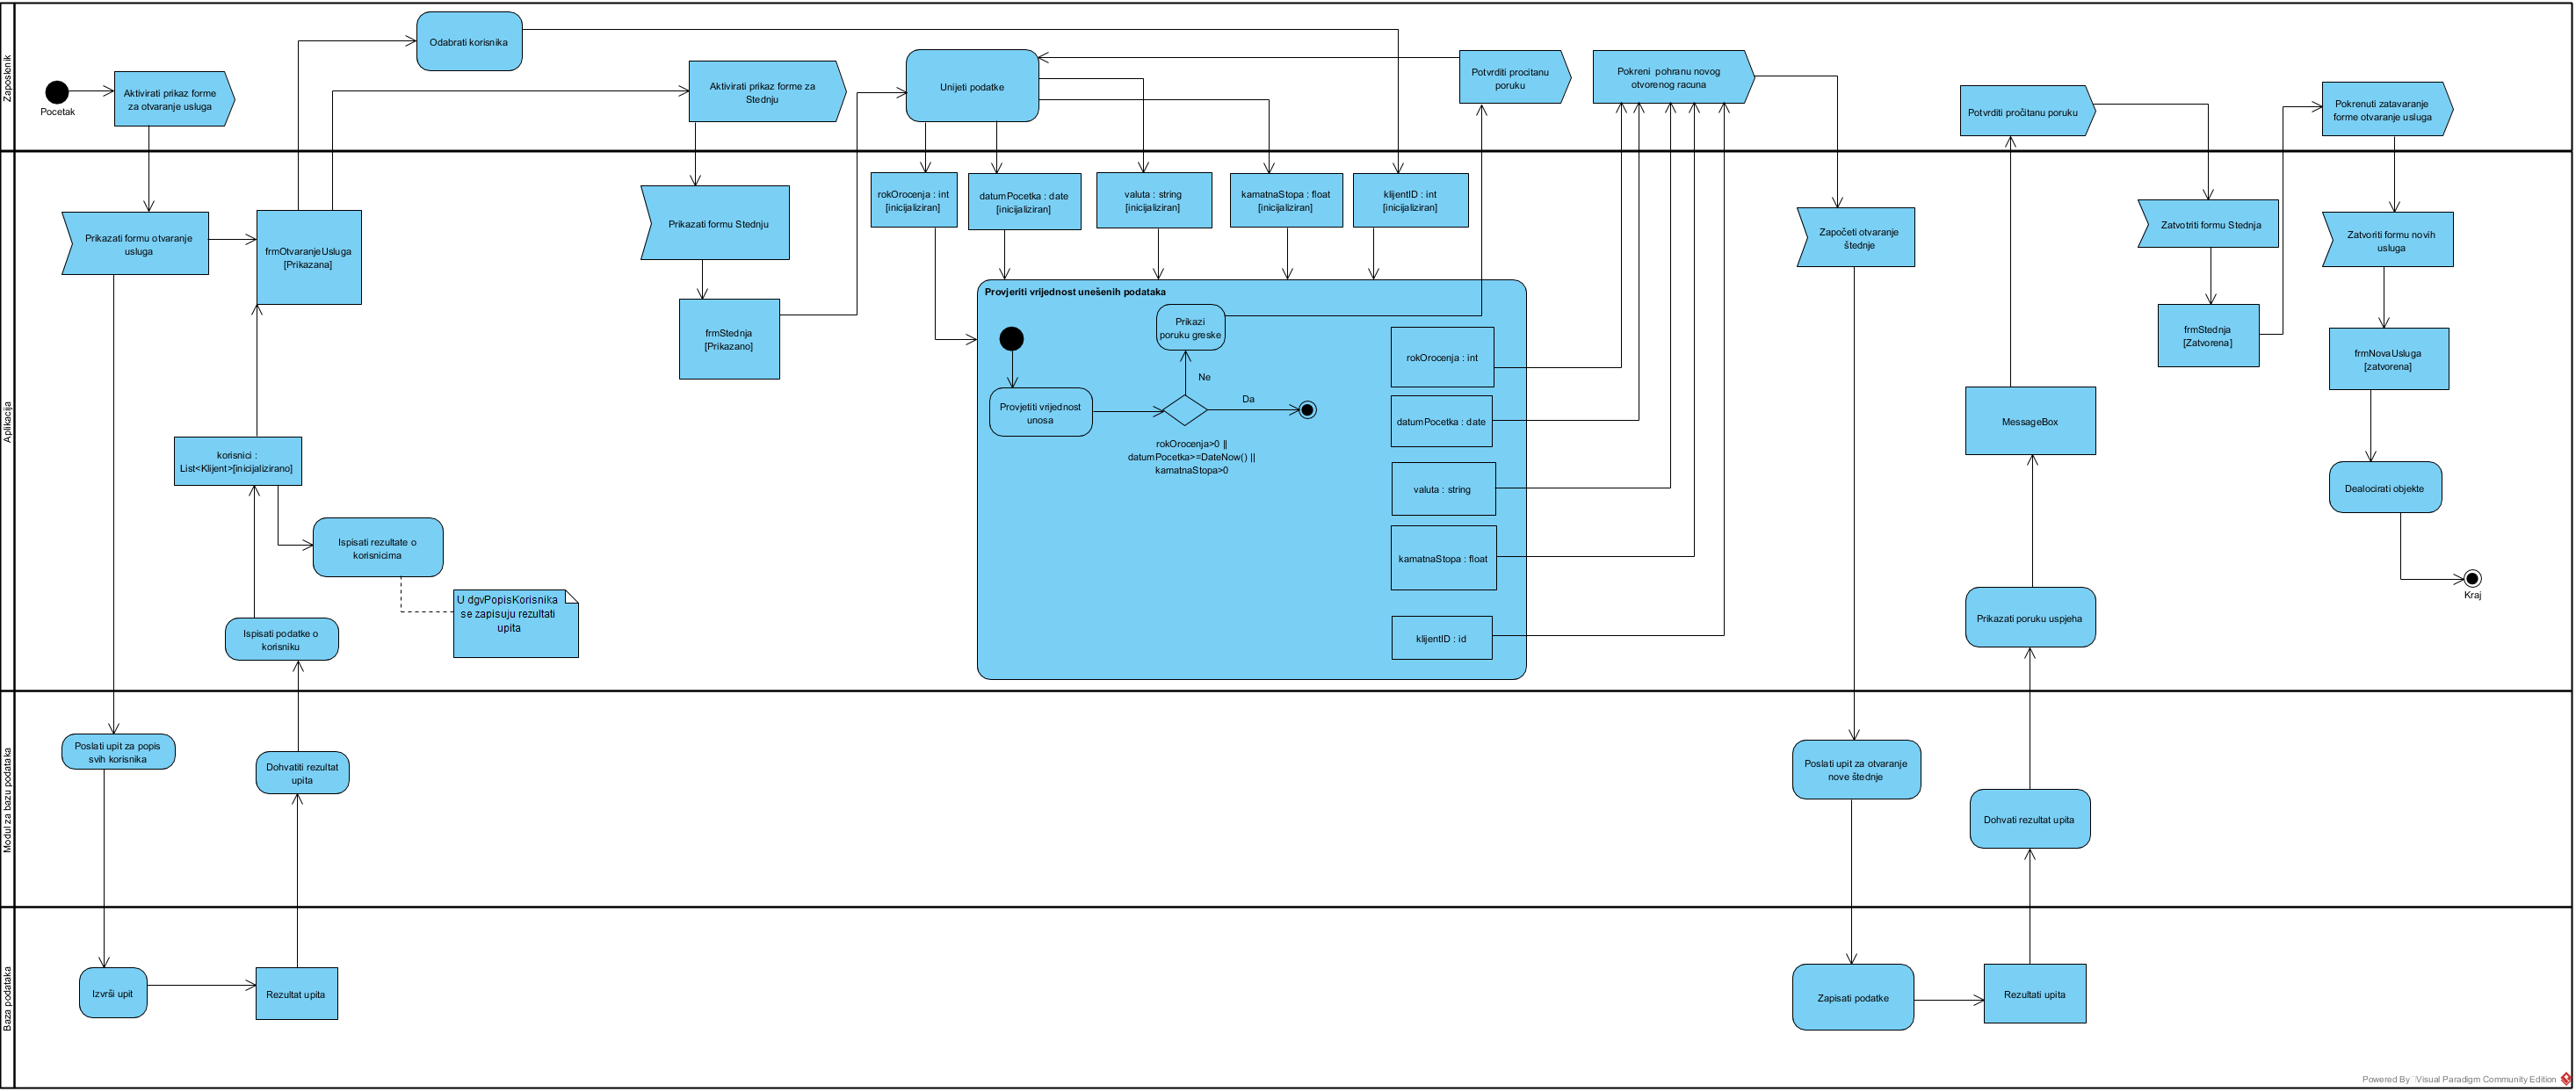 Zaposlenik
Pocetak
Aktivirati prikaz forme
za otvaranje usluga
Odabrati korisnika
Aktivirati prikaz forme za
Stednju
Unijeti podatke
Potvrditi procitanu
poruku
Pokreni pohranu novog
otvorenog racuna
Potvrditi pročitanu poruku
Pokrenuti zatavaranje
forme otvaranje usluga
Aplikacija
Prikazati formu otvaranje
usluga
frmOtvaranjeUsluga
[Prikazana]
korisnici :
List<Klijent>[inicijalizirano]
Ispisati rezultate o
korisnicima
U dgvPopisKorisnika
se zapisuju rezultati
upita
Ispisati podatke o
korisniku
Prikazati formu Stednju
frmStednja
[Prikazano]
rokOrocenja : int
[inicijaliziran]
datumPocetka : date
[inicijaliziran]
valuta : string
[inicijaliziran]
kamatnaStopa : float
[inicijaliziran]
klijentID : int
[inicijaliziran]
Provjeriti vrijednost unešenih podataka
Prikazi
poruku greske
Ne
Provjetiti vrijednost
unosa
Da
rokOrocenja>0 ||
datumPocetka>=DateNow() ||
kamatnaStopa>0
rokOrocenja : int
datumPocetka : date
valuta : string
kamatnaStopa : float
klijentID : id
Započeti otvaranje
štednje
MessageBox
Prikazati poruku uspjeha
Zatvotriti formu Stednja
frmStednja
[Zatvorena]
Zatvoriti formu novih
usluga
frmNovaUsluga
[zatvorena]
Dealocirati objekte
Kraj
Modul za bazu podataka
Poslati upit za popis
svih korisnika
Dohvatiti rezultat
upita
Poslati upit za otvaranje
nove štednje
Dohvati rezultat upita
Baza podataka
Izvrši upit
Rezultat upita
Zapisati podatke
Rezultati upita
Powered By Visual Paradigm Community Edition